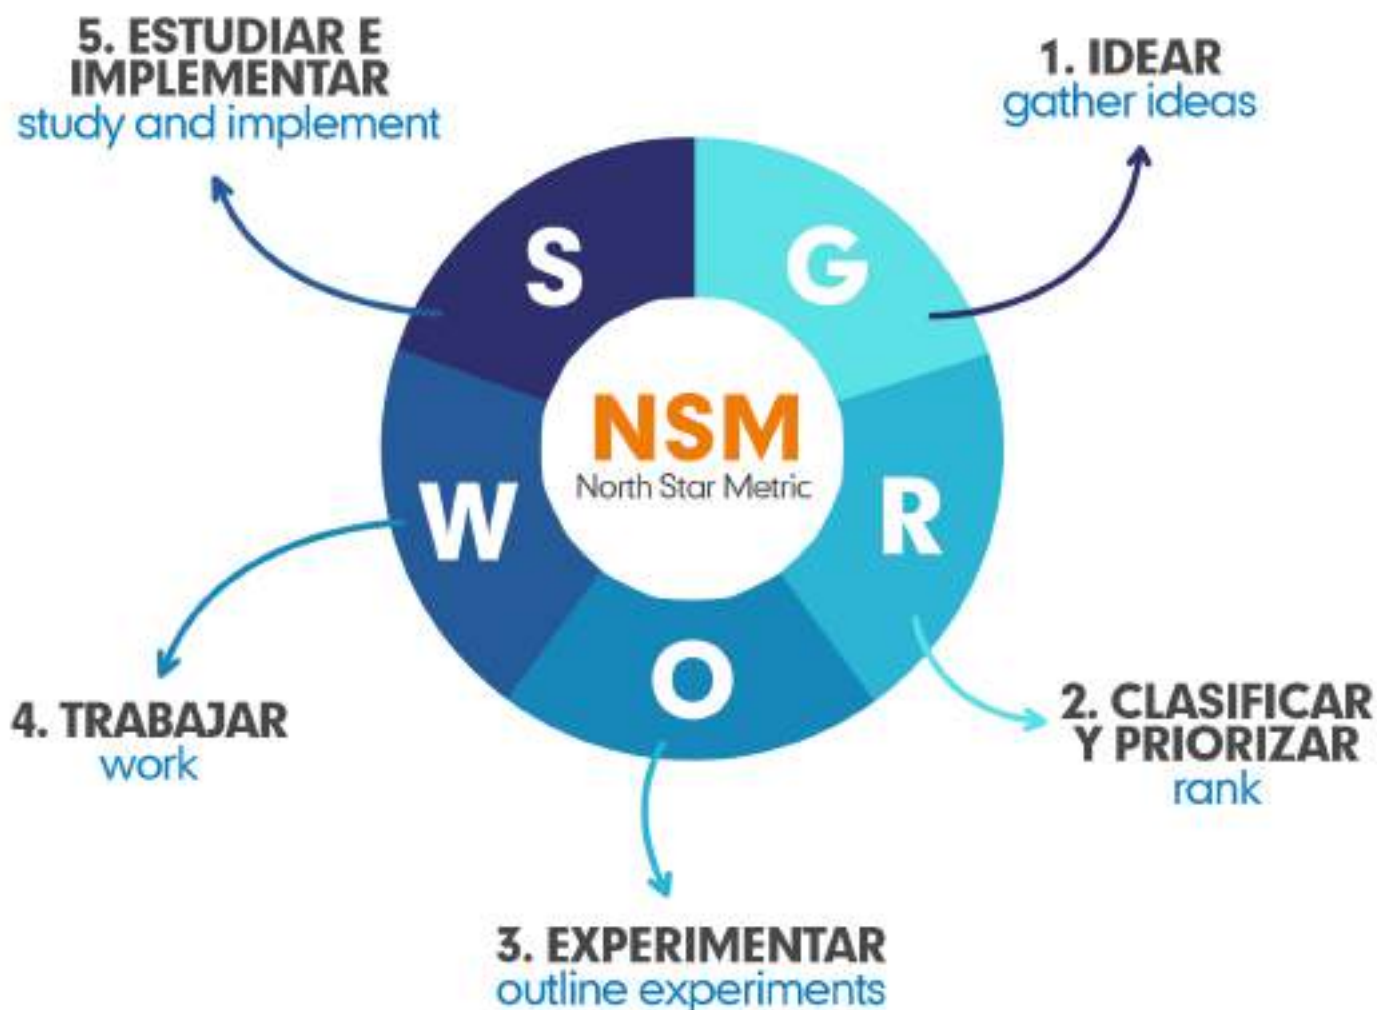 5. ESTUDIAR E
IMPLEMENTAR
study and implement
1. IDEAR
gather ideas
S
G
NSM
North Star Metric
W
R
O
4. TRABAJAR
work
2. CLASIFICAR
Y PRIORIZAR
rank
3. EXPERIMENTAR
outline experiments